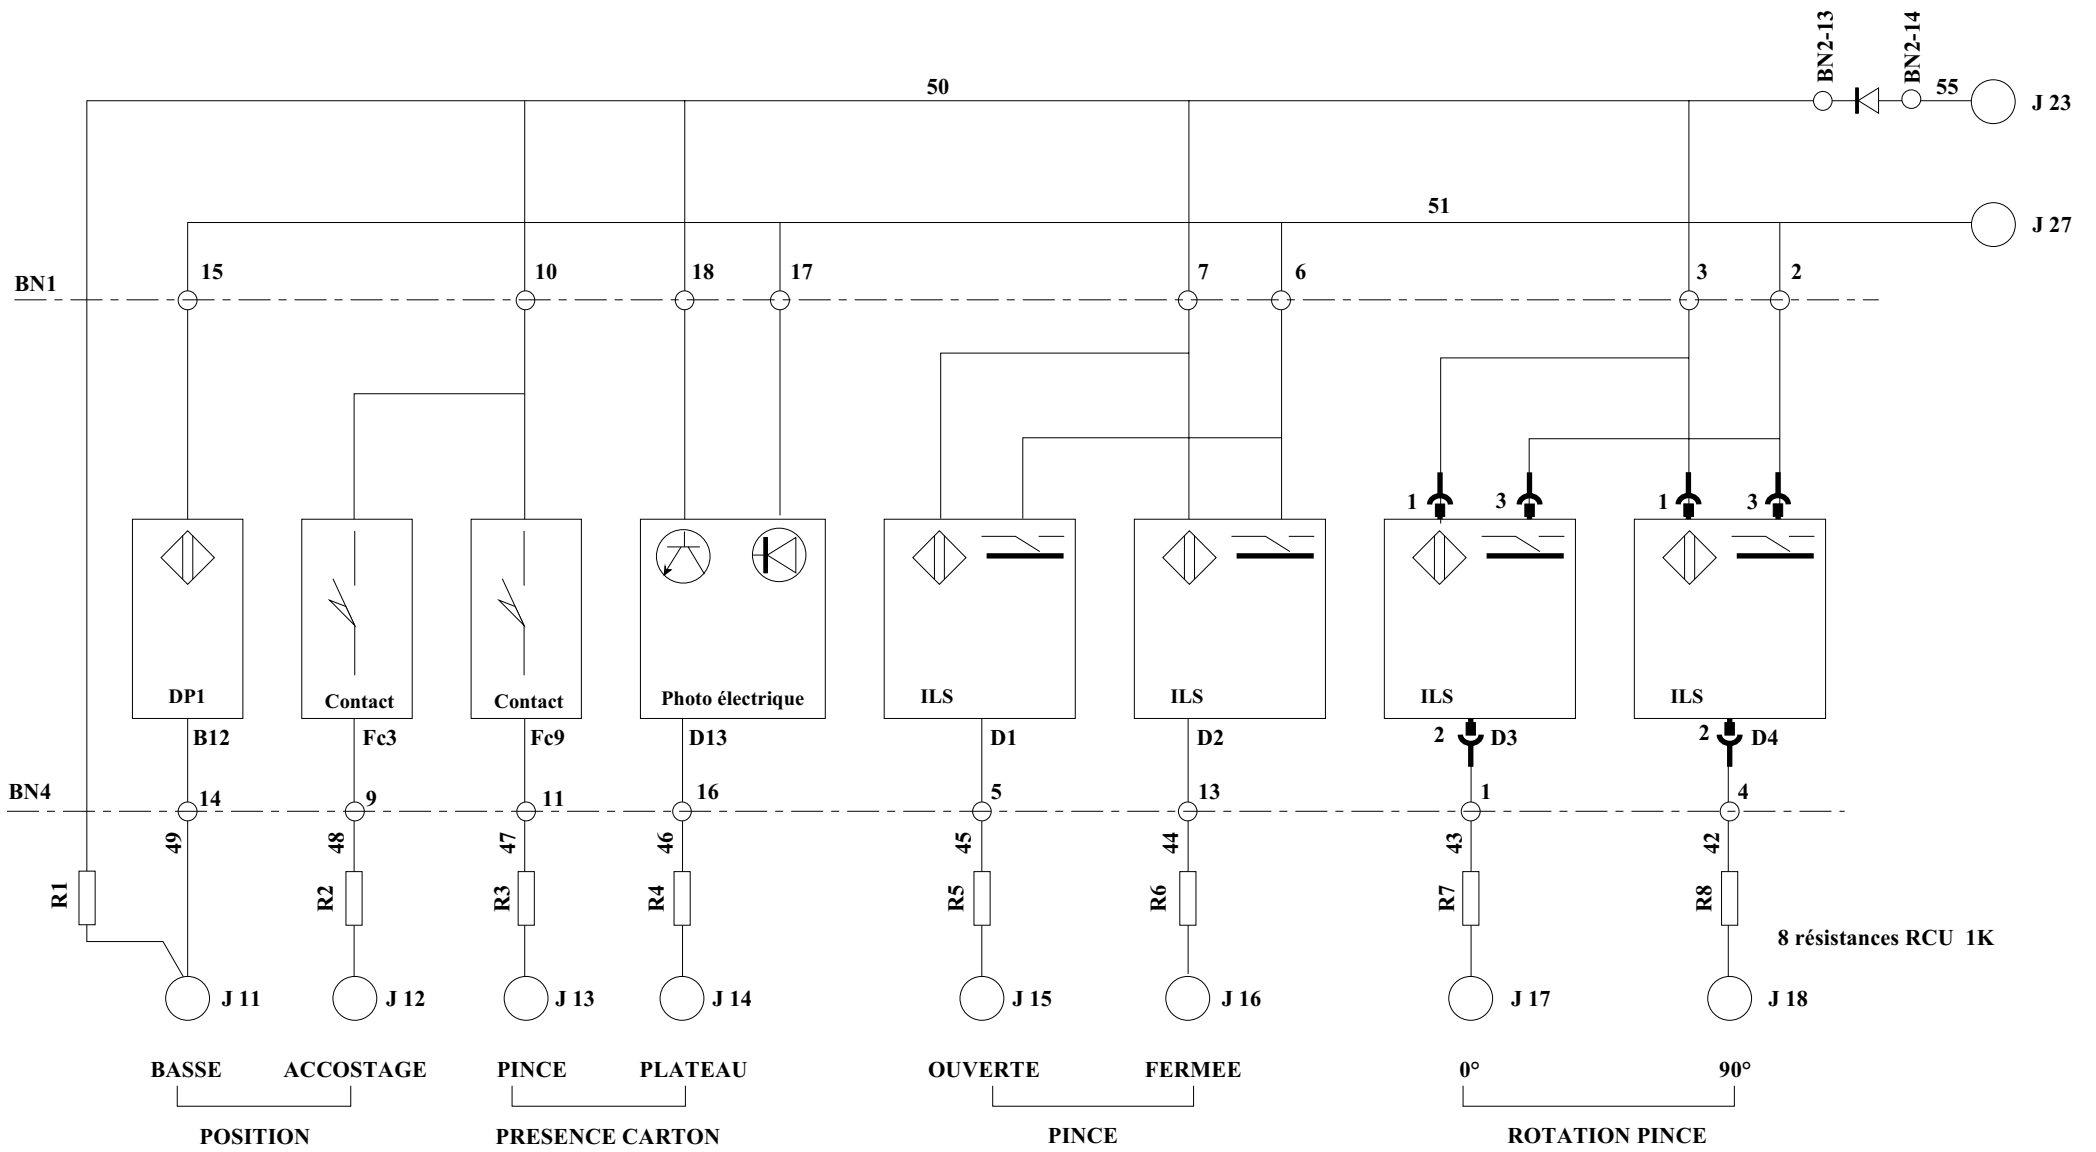 BN2-13
BN2-14
50
55
J 23
51
J 27
BN1
15
10
18
17
7
6
3
2
1
3
1
3
DP1
Contact
Contact
Photo électrique
ILS
ILS
ILS
ILS
B12
Fc3
Fc9
D13
D1
D2
2
D3
2
D4
BN4
14
9
11
16
5
13
1
4
49
48
47
46
45
44
43
42
R1
R2
R3
R4
R5
R6
R7
R8
8 résistances RCU 1K
J 11
J 12
J 13
J 14
J 15
J 16
J 17
J 18
BASSE
ACCOSTAGE
PINCE
PLATEAU
OUVERTE
FERMEE
0°
90°
POSITION
PRESENCE CARTON
PINCE
ROTATION PINCE